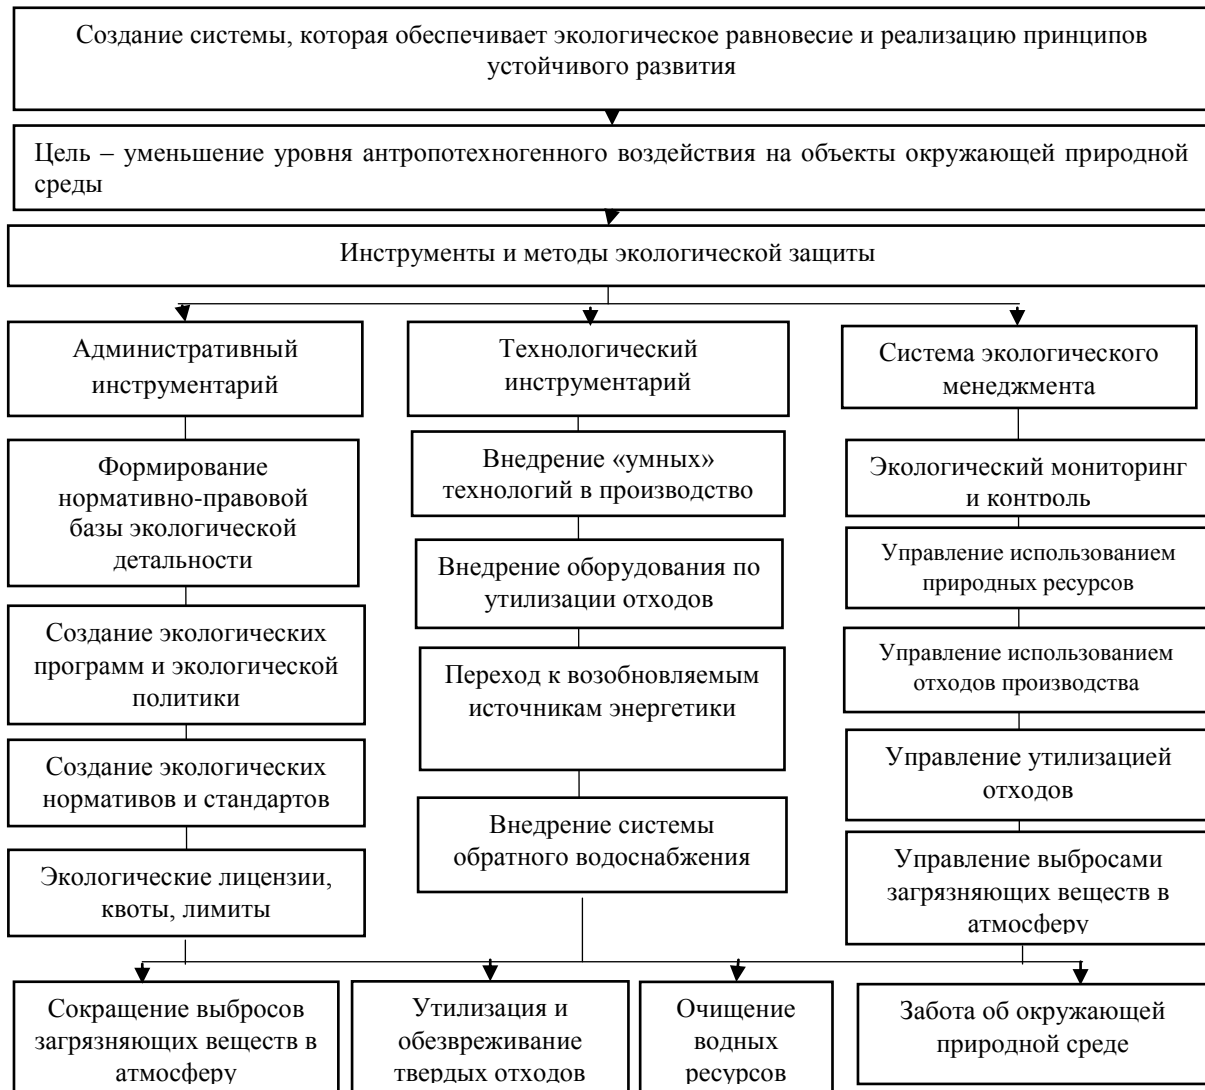 Создание системы, которая обеспечивает экологическое равновесие и реализацию принципов
устойчивого развития
Цель – уменьшение уровня антропотехногенного воздействия на объекты окружающей природной
среды
Инструменты и методы экологической защиты
Административный
инструментарий
Формирование
нормативно-правовой
базы экологической
детальности
Создание экологических
программ и экологической
политики
Создание экологических
нормативов и стандартов
Экологические лицензии,
квоты, лимиты
Технологический
инструментарий
Внедрение «умных»
технологий в производство
Внедрение оборудования по
утилизации отходов
Переход к возобновляемым
источникам энергетики
Внедрение системы
обратного водоснабжения
Система экологического
менеджмента
Экологический мониторинг
и контроль
Управление использованием
природных ресурсов
Управление использованием
отходов производства
Управление утилизацией
отходов
Управление выбросами
загрязняющих веществ в
атмосферу
Сокращение выбросов
загрязняющих веществ в
атмосферу
Утилизация и
обезвреживание
твердых отходов
Очищение
водных
ресурсов
Забота об окружающей
природной среде